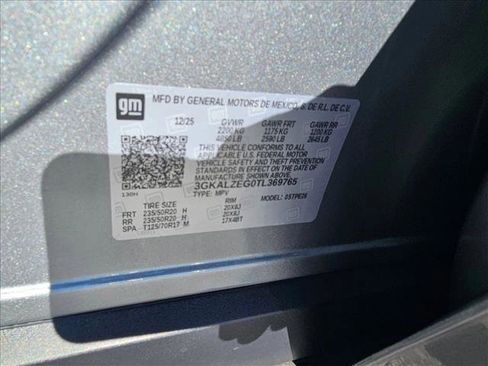 gm
MFD BY GENERAL MOTORS DE MEXICO, S. DE R.L. DE C.V.
12/25 GVWR GAWR FRT GAWR RR
2200 KG 1175 KG 1200 KG
4850 LB 2590 LB 2645 LB
THIS VEHICLE CONFORMS TO ALL
APPLICABLE U.S. FEDERAL MOTOR
VEHICLE SAFETY AND THEFT PREVENTION
STANDARDS IN EFFECT ON THE DATE OF
MANUFACTURE SHOWN ABOVE.
3GKALZEG0TL369765
130H TYPE: MPV MODEL: 0STPE26
TIRE SIZE RIM
FRT 235/50R20 H 20X8J
RR 235/50R20 H 20X8J
SPA T125/70R17 M 17X4BT